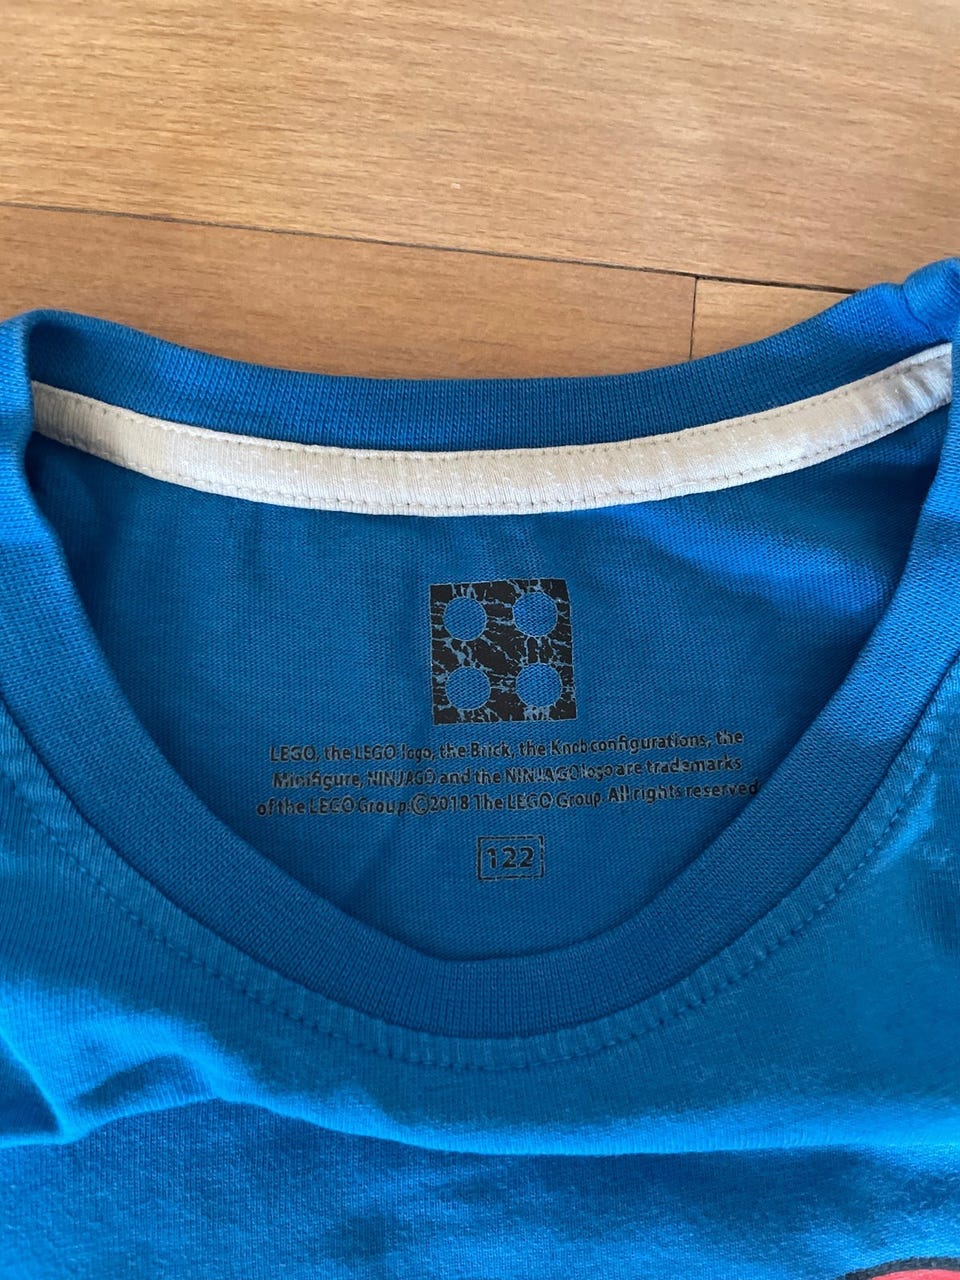 LEGO, the LEGO logo, the Brick, the Knob configurations, the
Minifigure, NINJAGO and the NINJAGO logo are trademarks
of the LEGO Group. ©2018 The LEGO Group. All rights reserved
122